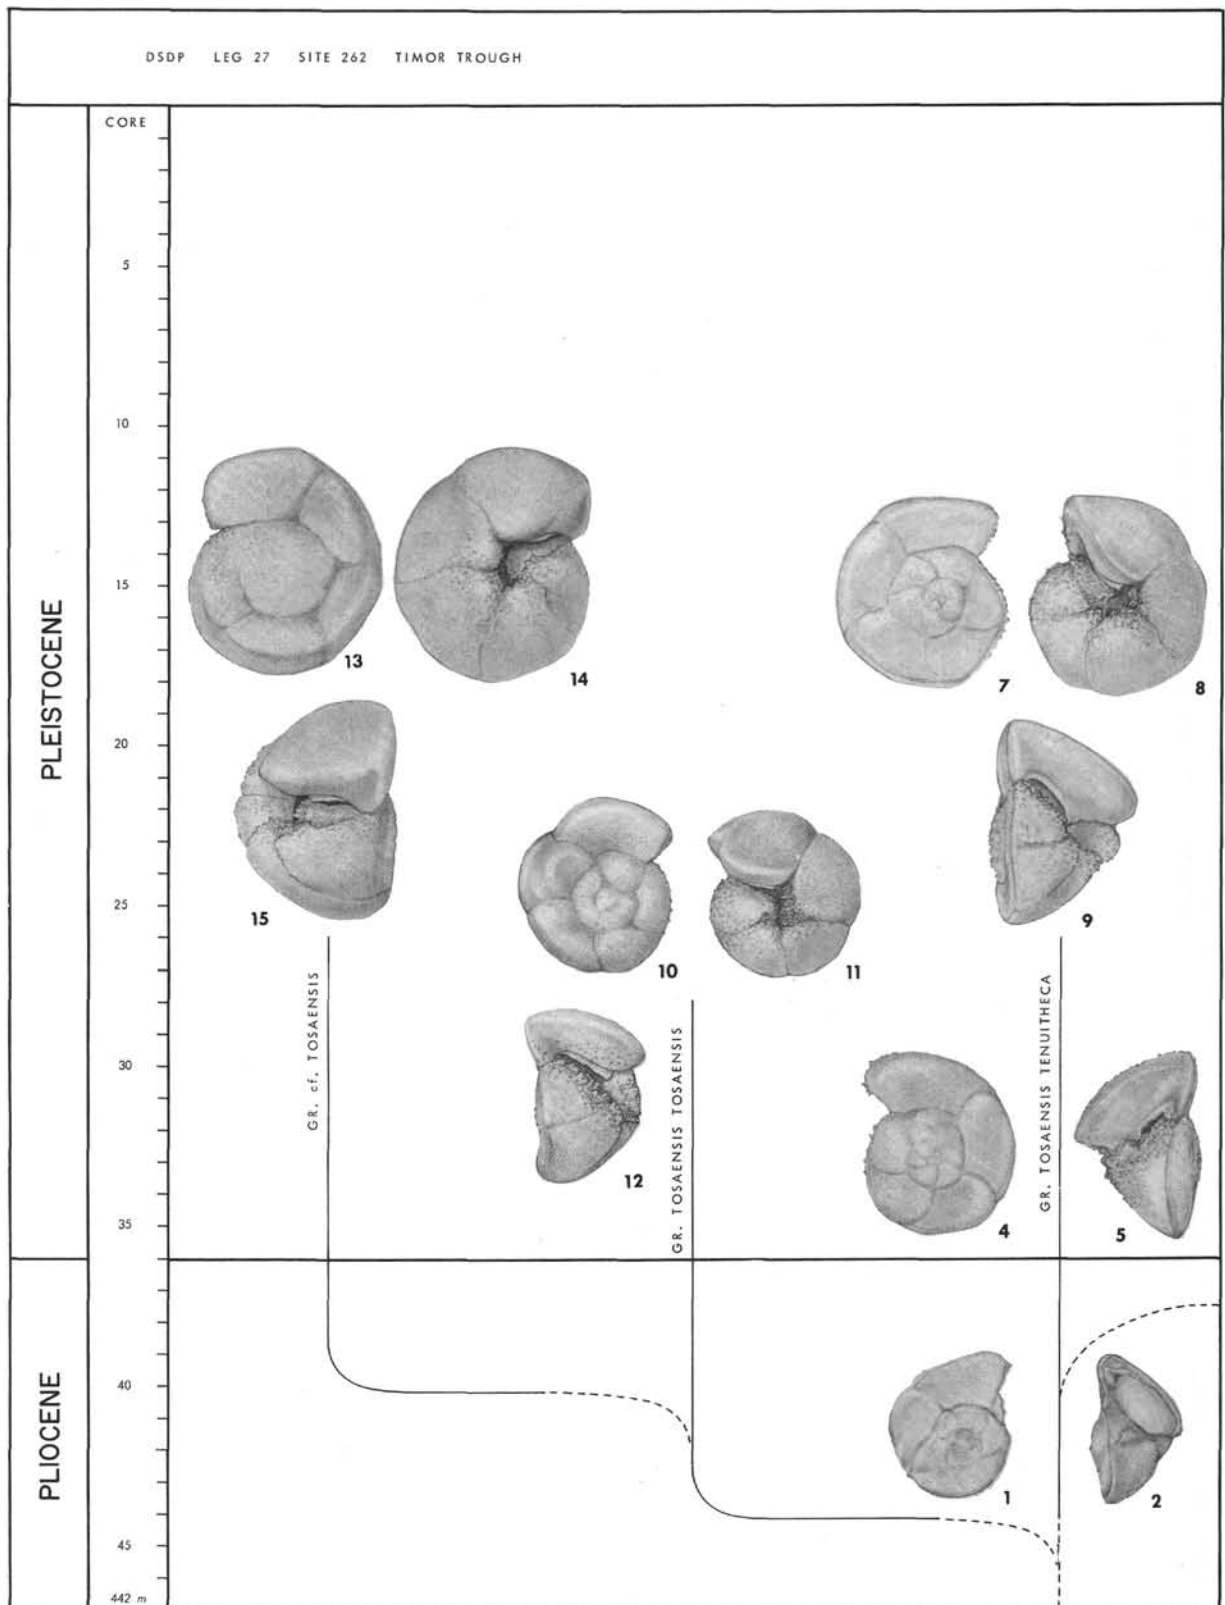 DSDP LEG 27 SITE 262 TIMOR TROUGH
CORE
5
10
15
20
25
30
35
40
45
442 m
PLEISTOCENE
PLIOCENE
13
14
7
8
15
10
11
9
12
4
5
1
2
GR. cf. TOSAENSIS
GR. TOSAENSIS TOSAENSIS
GR. TOSAENSIS TENUITHECA